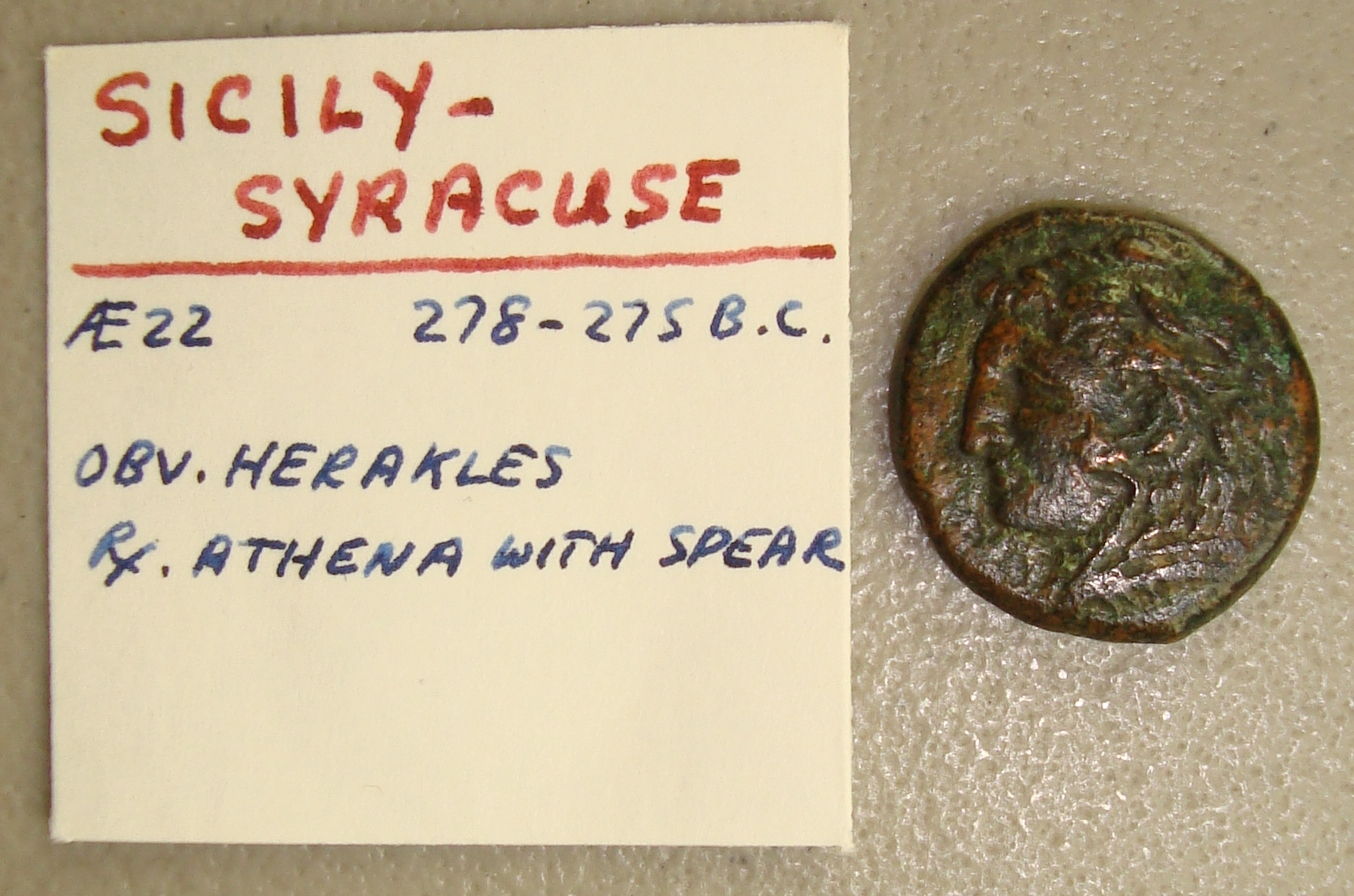 SICILY-
SYRACUSE
Æ22 278-275 B.C.
OBV. HERAKLES
Rx. ATHENA WITH SPEAR